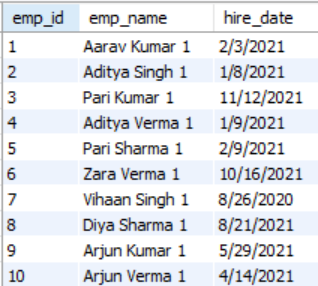 emp_id emp_name hire_date
1 Aarav Kumar 1 2/3/2021
2 Aditya Singh 1 1/8/2021
3 Pari Kumar 1 11/12/2021
4 Aditya Verma 1 1/9/2021
5 Pari Sharma 1 2/9/2021
6 Zara Verma 1 10/16/2021
7 Vihaan Singh 1 8/26/2020
8 Diya Sharma 1 8/21/2021
9 Arjun Kumar 1 5/29/2021
10 Arjun Verma 1 4/14/2021